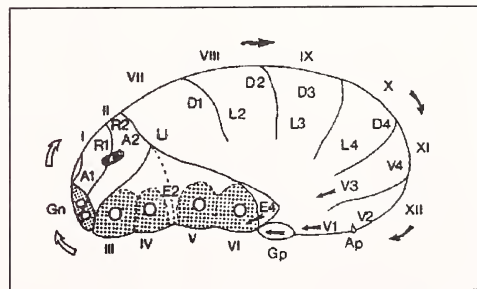 VIII IX
VII X
D2 D3
II D1
R2 L2 L3 D4
I R1 A2 LI L4 XI
A1 V4
E2 V3
Gn E4 V1 V2 XII
III IV V VI Gp Ap